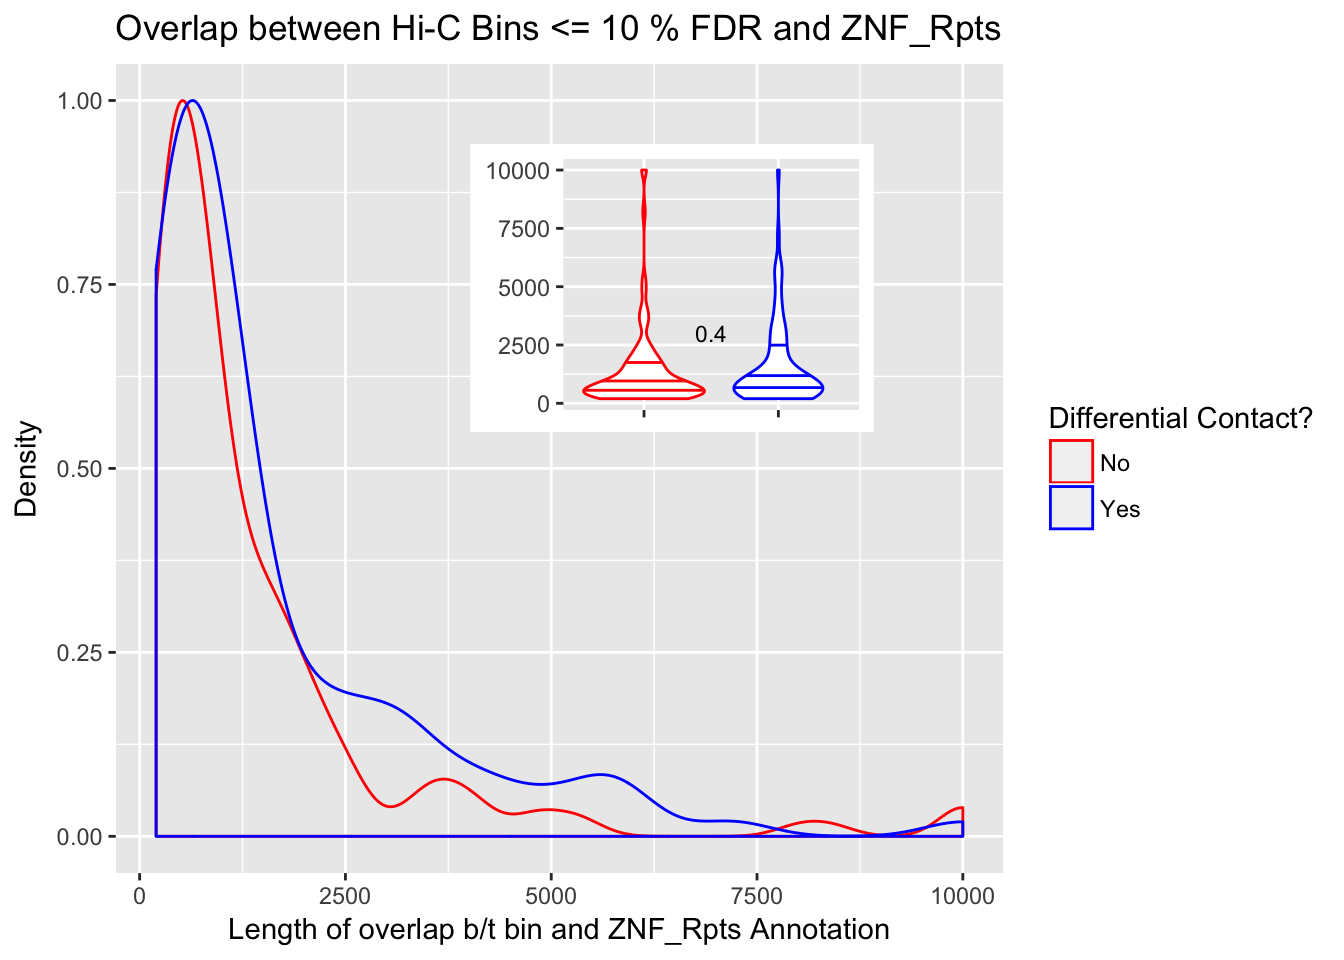 Overlap between Hi-C Bins <= 10 % FDR and ZNF_Rpts
1.00
0.75
0.50
0.25
0.00
Density
10000
7500
5000
2500
0
0.4
0 2500 5000 7500 10000
Length of overlap b/t bin and ZNF_Rpts Annotation
Differential Contact?
No
Yes